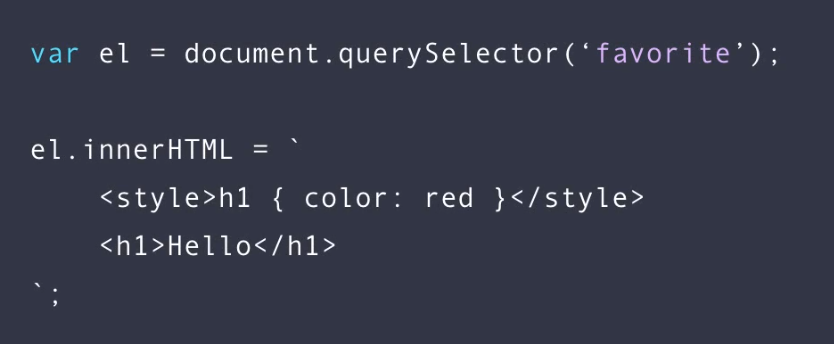 var el = document.querySelector(‘favorite’);
el.innerHTML = `
<style>h1 { color: red }</style>
<h1>Hello</h1>
`;